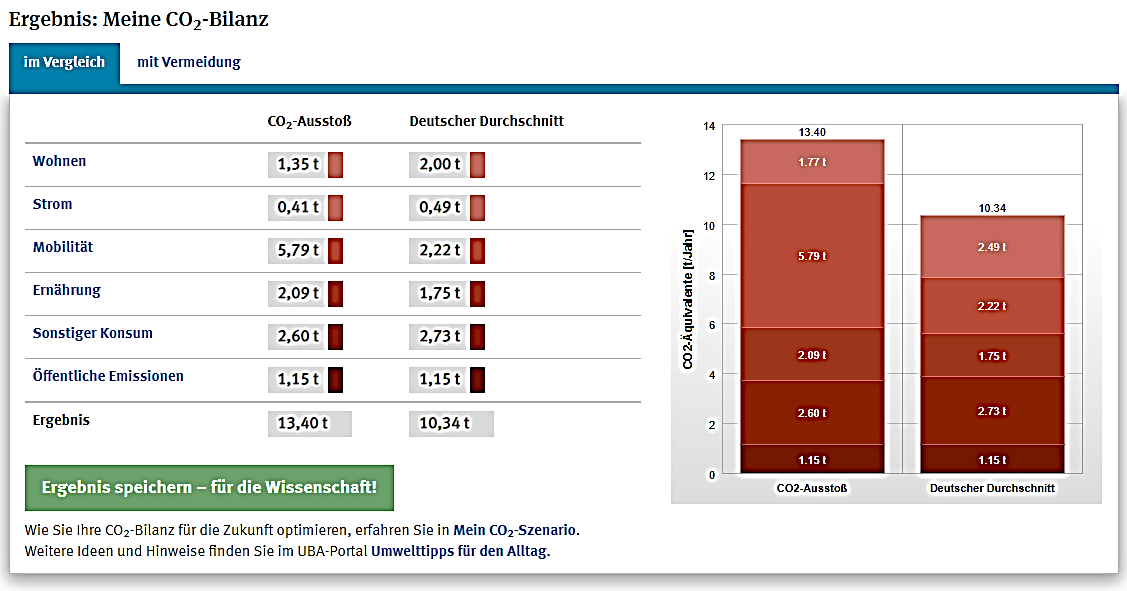 Ergebnis: Meine CO₂-Bilanz
im Vergleich mit Vermeidung
CO₂-Ausstoß Deutscher Durchschnitt
Wohnen 1,35 t 2,00 t
Strom 0,41 t 0,49 t
Mobilität 5,79 t 2,22 t
Ernährung 2,09 t 1,75 t
Sonstiger Konsum 2,60 t 2,73 t
Öffentliche Emissionen 1,15 t 1,15 t
Ergebnis 13,40 t 10,34 t
Ergebnis speichern – für die Wissenschaft!
Wie Sie Ihre CO₂-Bilanz für die Zukunft optimieren, erfahren Sie in Mein CO₂-Szenario.
Weitere Ideen und Hinweise finden Sie im UBA-Portal Umwelttipps für den Alltag.
CO2-Äquivalente [t/Jahr]
14
12
10
8
6
4
2
0
13.40
1.77 t
5.79 t
2.09 t
2.60 t
1.15 t
CO2-Ausstoß
10.34
2.49 t
2.22 t
1.75 t
2.73 t
1.15 t
Deutscher Durchschnitt